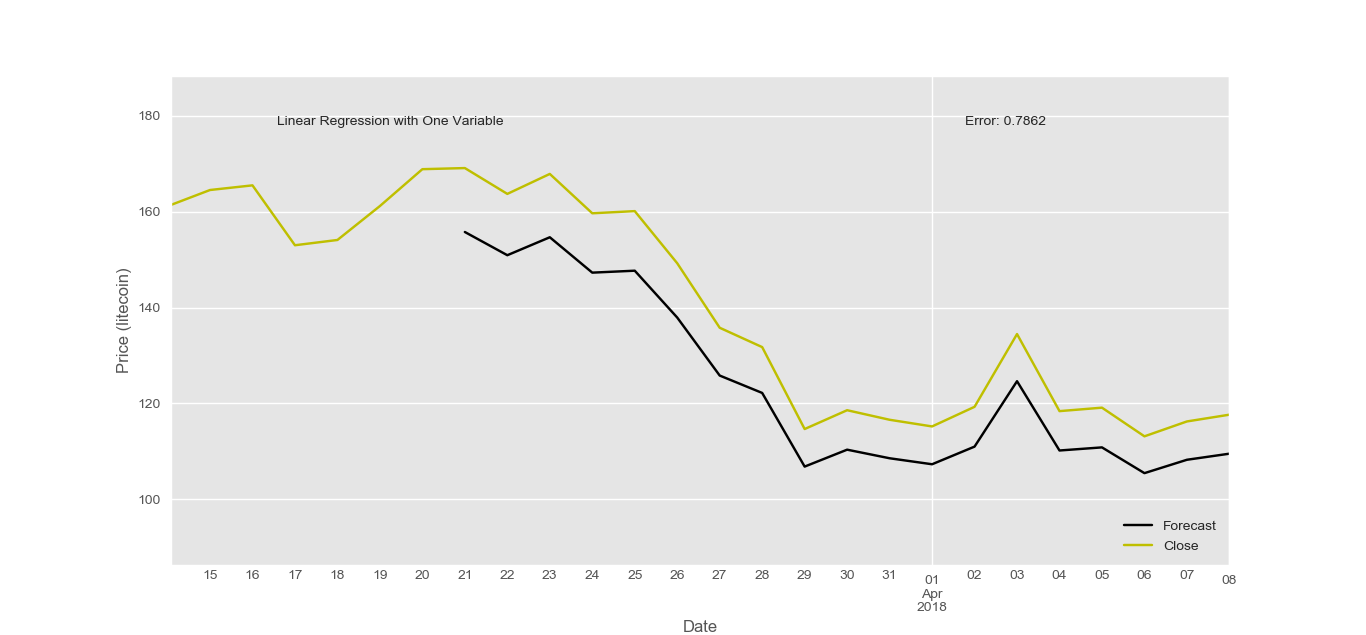 180
Linear Regression with One Variable
Error: 0.7862
160
140
120
100
Price (litecoin)
Forecast
Close
15 16 17 18 19 20 21 22 23 24 25 26 27 28 29 30 31 01 02 03 04 05 06 07 08
Apr
2018
Date